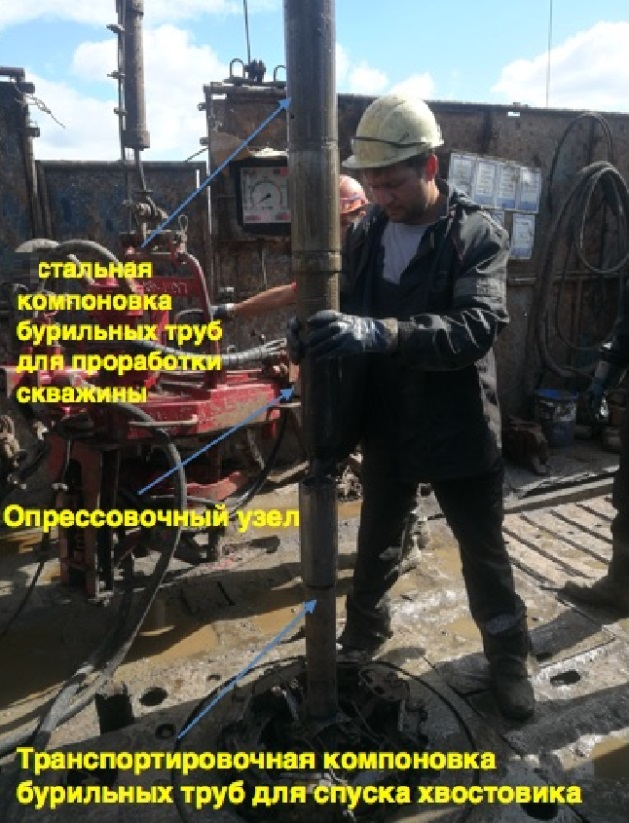 стальная
компоновка
бурильных труб
для проработки
скважины
Опрессовочный узел
Транспортировочная компоновка
бурильных труб для спуска хвостовика